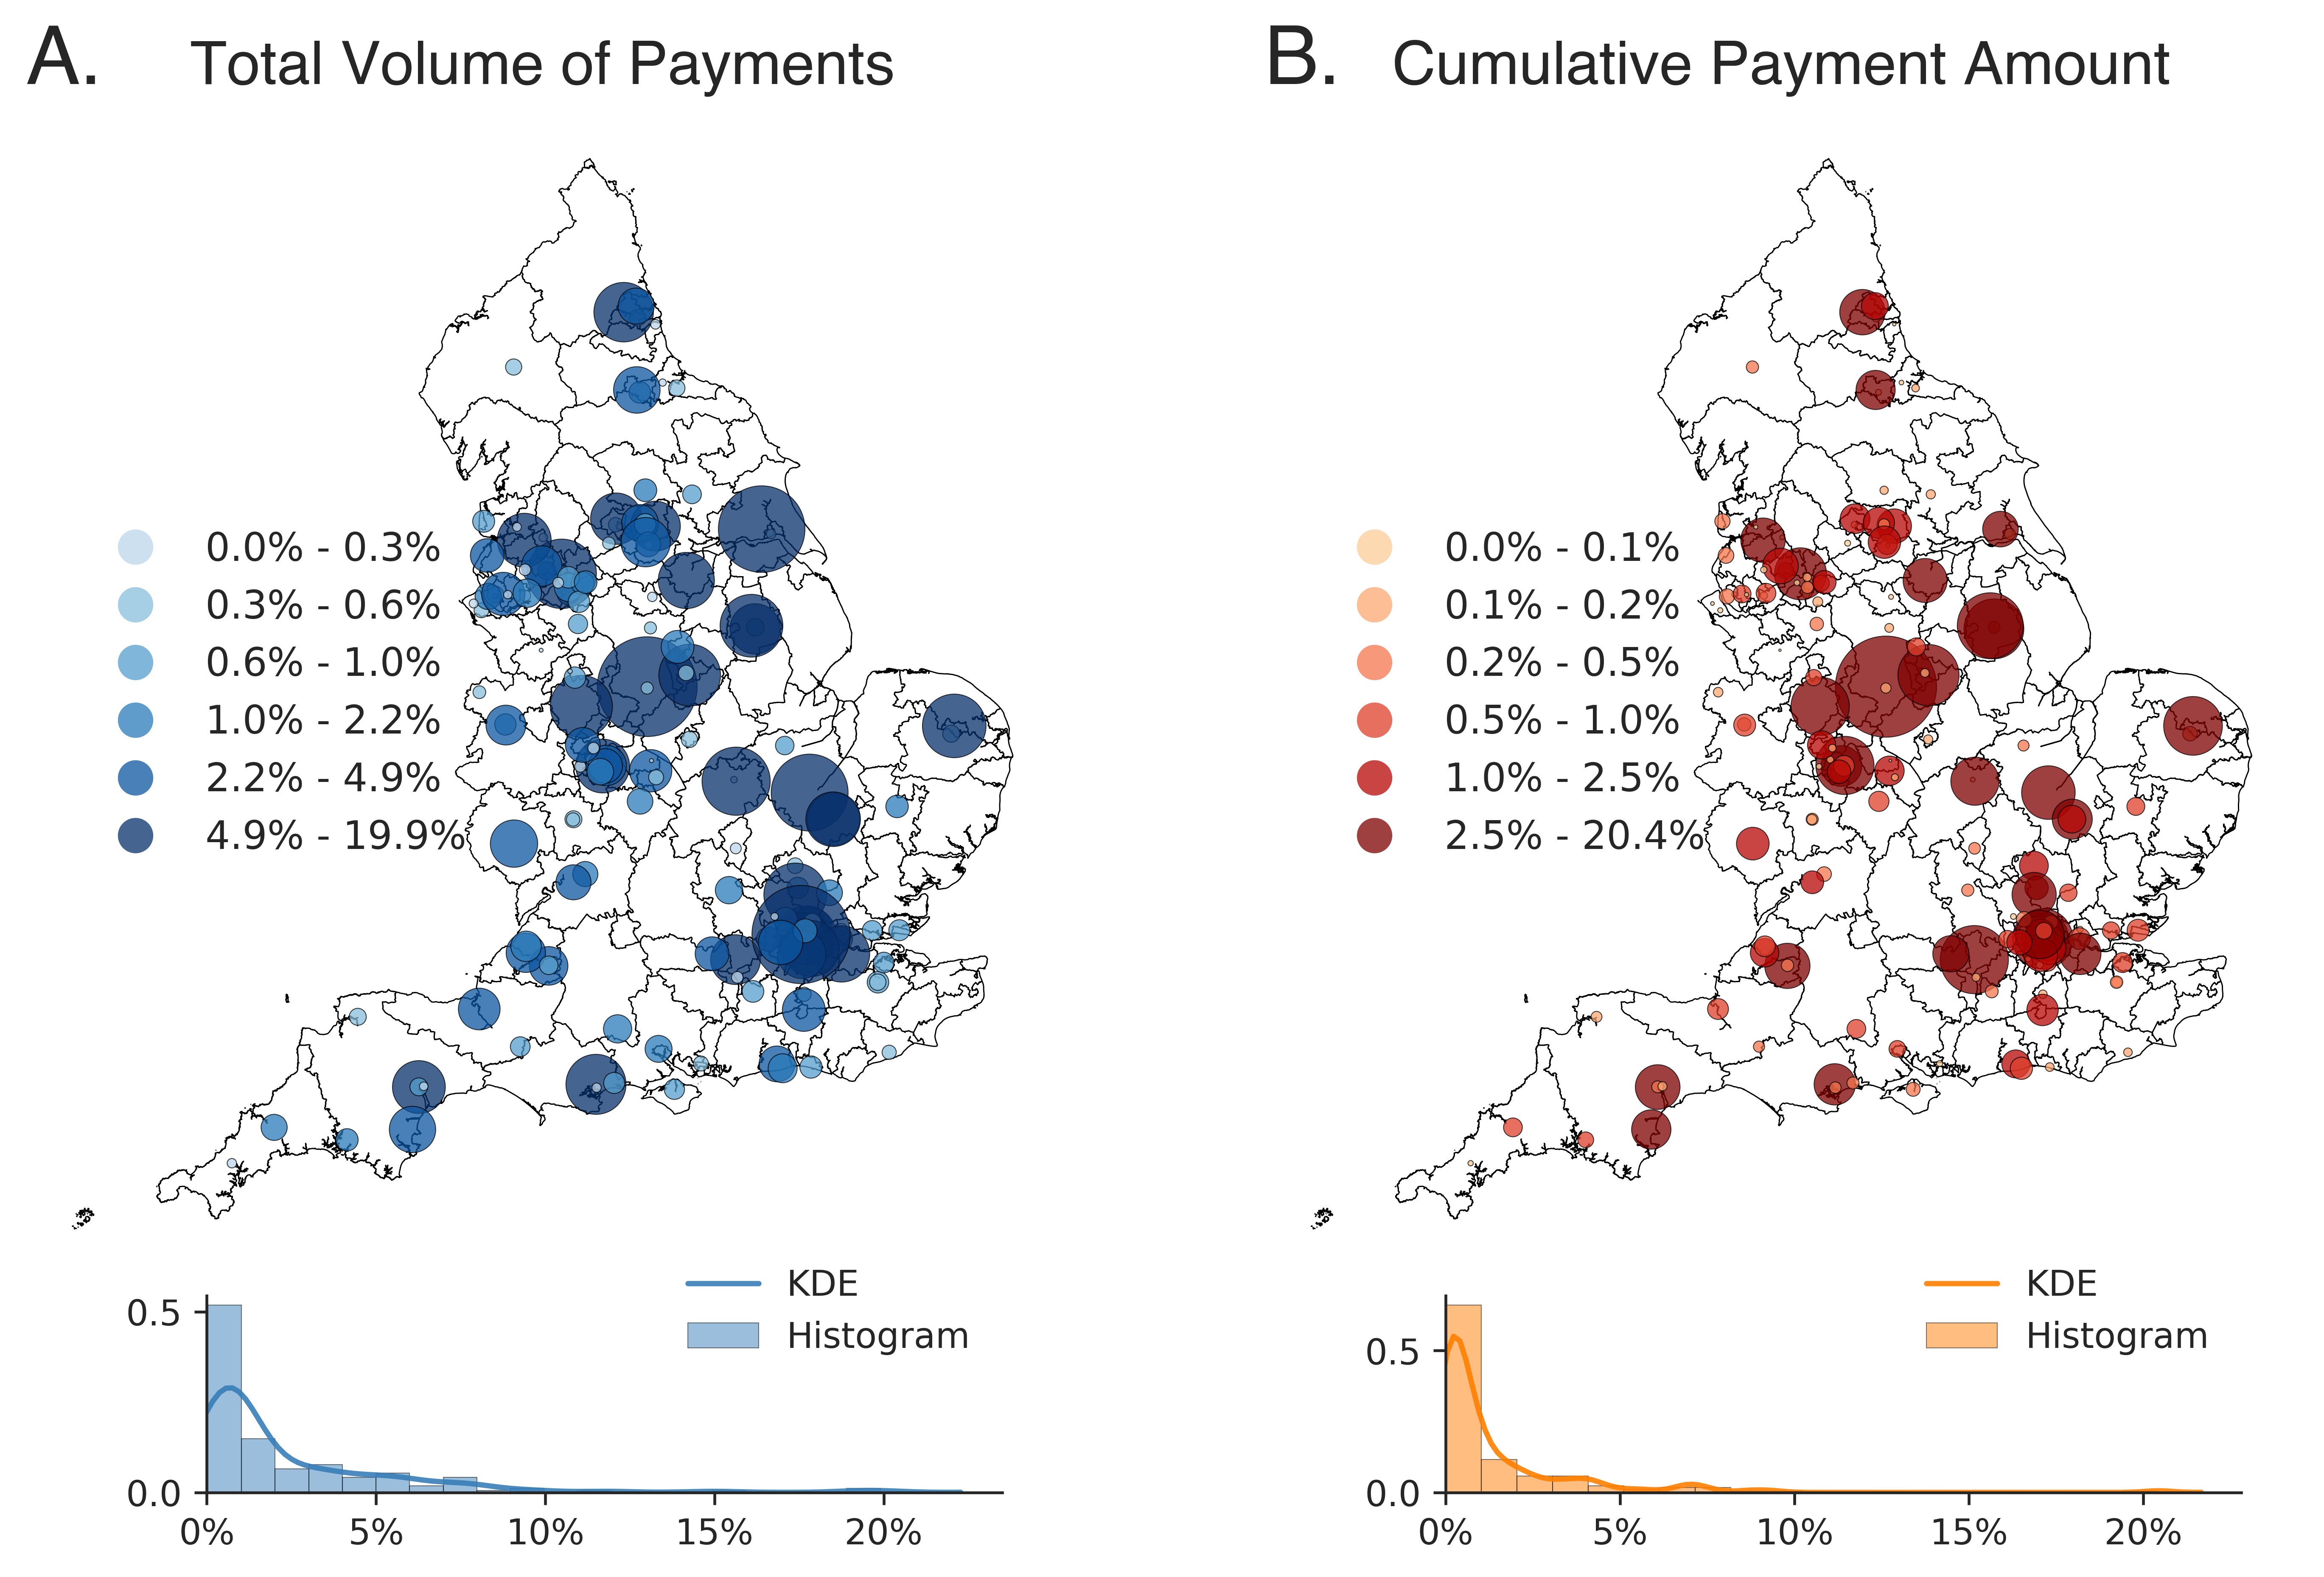 A. Total Volume of Payments
0.0% - 0.3%
0.3% - 0.6%
0.6% - 1.0%
1.0% - 2.2%
2.2% - 4.9%
4.9% - 19.9%
KDE
Histogram
0.5
0.0
0% 5% 10% 15% 20%
B. Cumulative Payment Amount
0.0% - 0.1%
0.1% - 0.2%
0.2% - 0.5%
0.5% - 1.0%
1.0% - 2.5%
2.5% - 20.4%
KDE
Histogram
0.5
0.0
0% 5% 10% 15% 20%